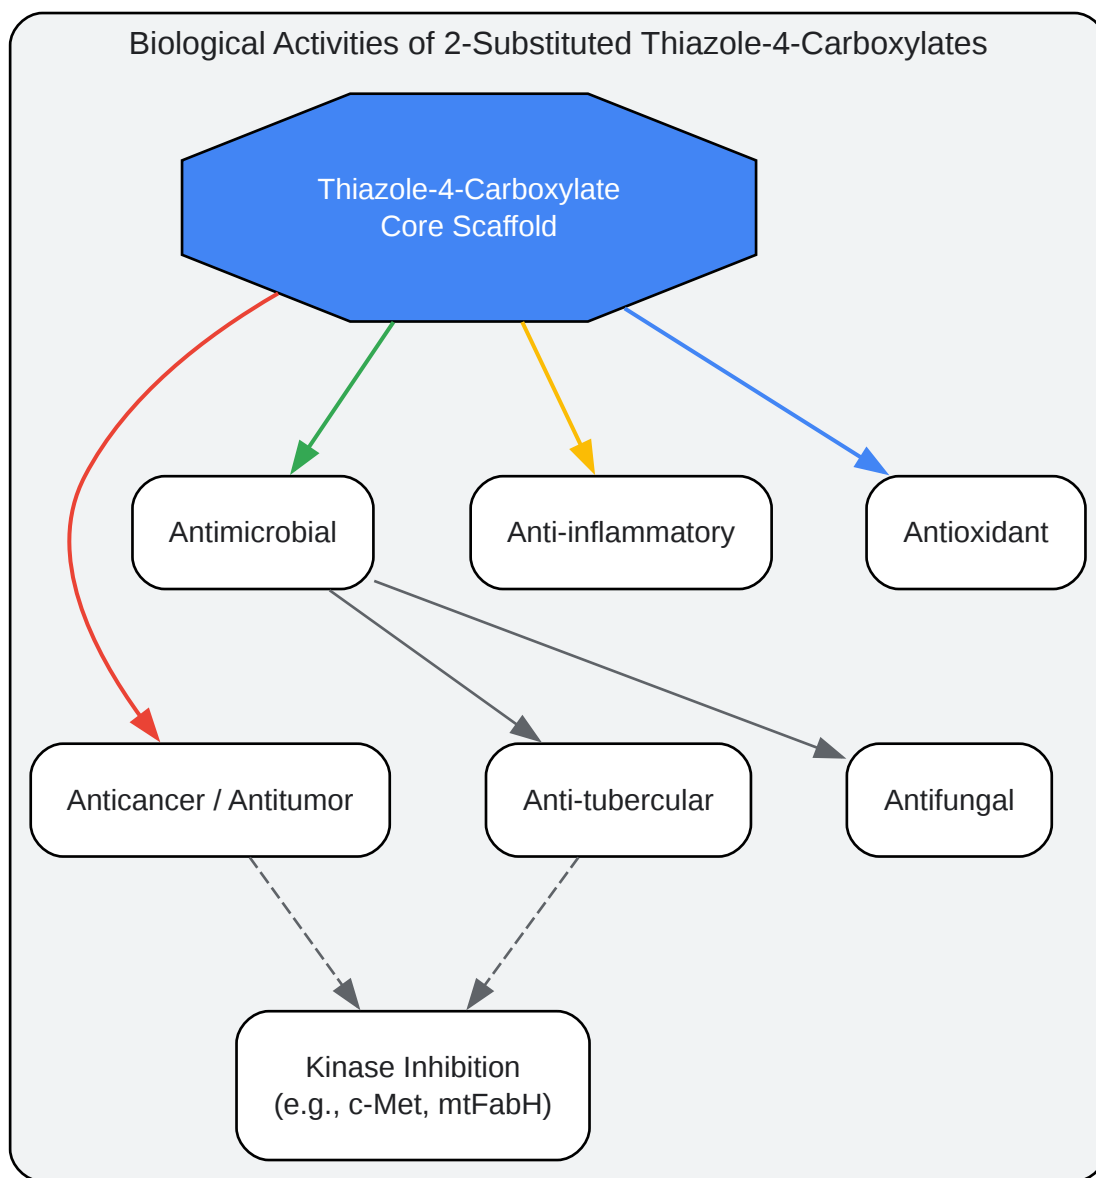 Biological Activities of 2-Substituted Thiazole-4-Carboxylates
Thiazole-4-Carboxylate
Core Scaffold
Antimicrobial
Anti-inflammatory
Antioxidant
Anticancer / Antitumor
Anti-tubercular
Antifungal
Kinase Inhibition
(e.g., c-Met, mtFabH)